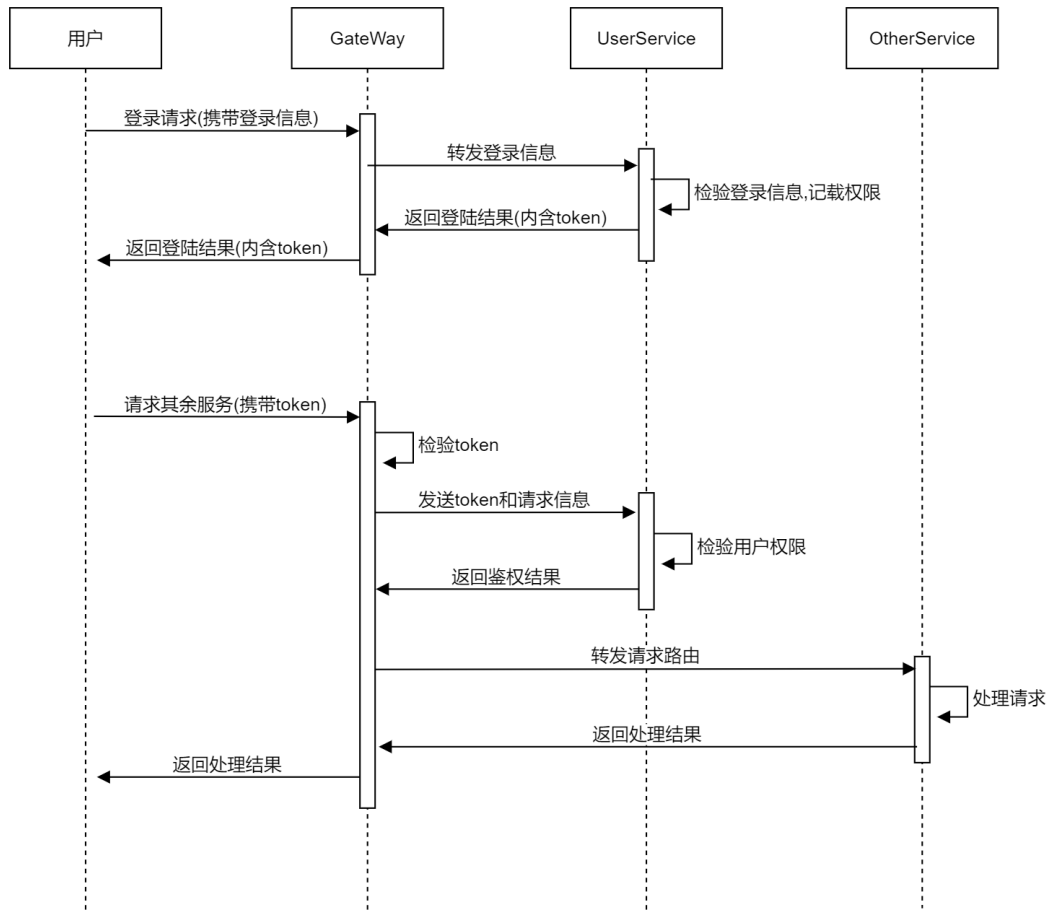 用户
GateWay
UserService
OtherService
登录请求(携带登录信息)
转发登录信息
检验登录信息,记载权限
返回登陆结果(内含token)
返回登陆结果(内含token)
请求其余服务(携带token)
检验token
发送token和请求信息
检验用户权限
返回鉴权结果
转发请求路由
处理请求
返回处理结果
返回处理结果